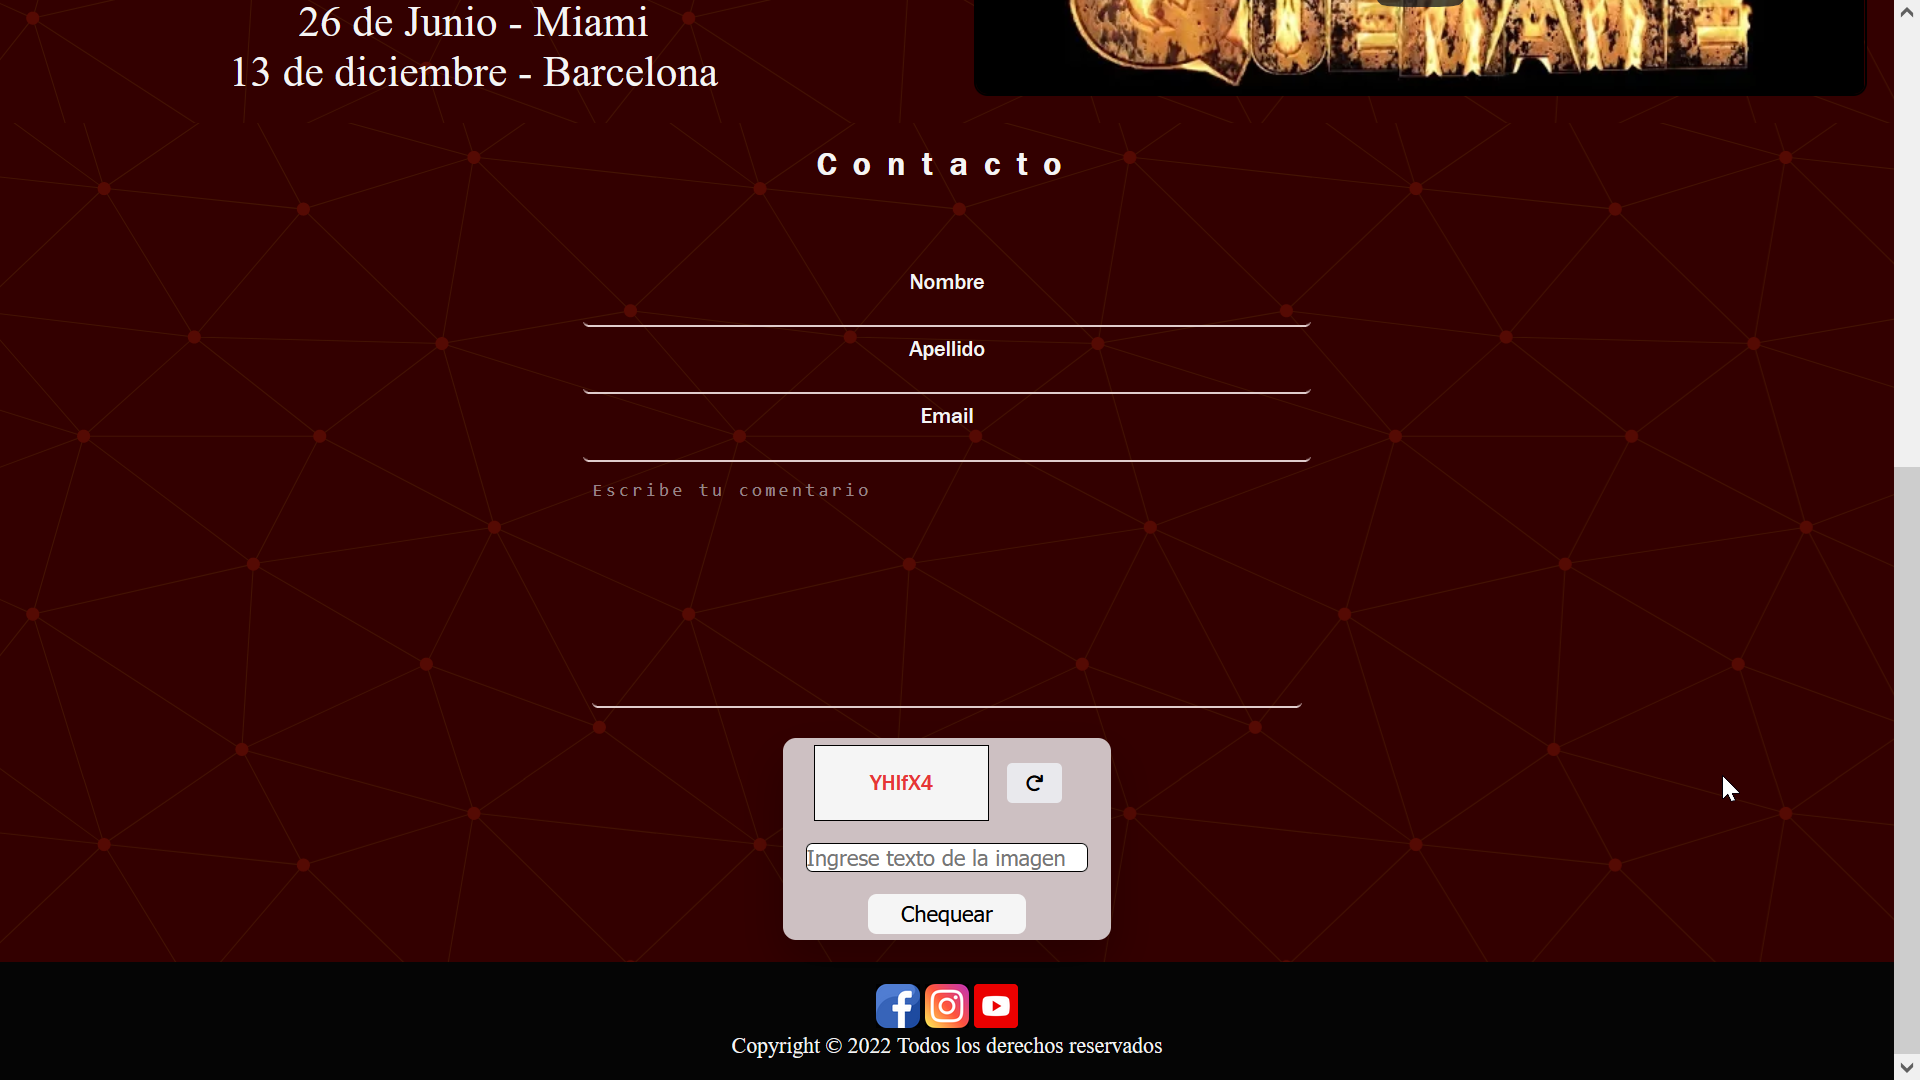 26 de Junio - Miami
13 de diciembre - Barcelona
Contacto
Nombre
Apellido
Email
Escribe tu comentario
YHIfX4
Ingrese texto de la imagen
Chequear
Copyright © 2022 Todos los derechos reservados